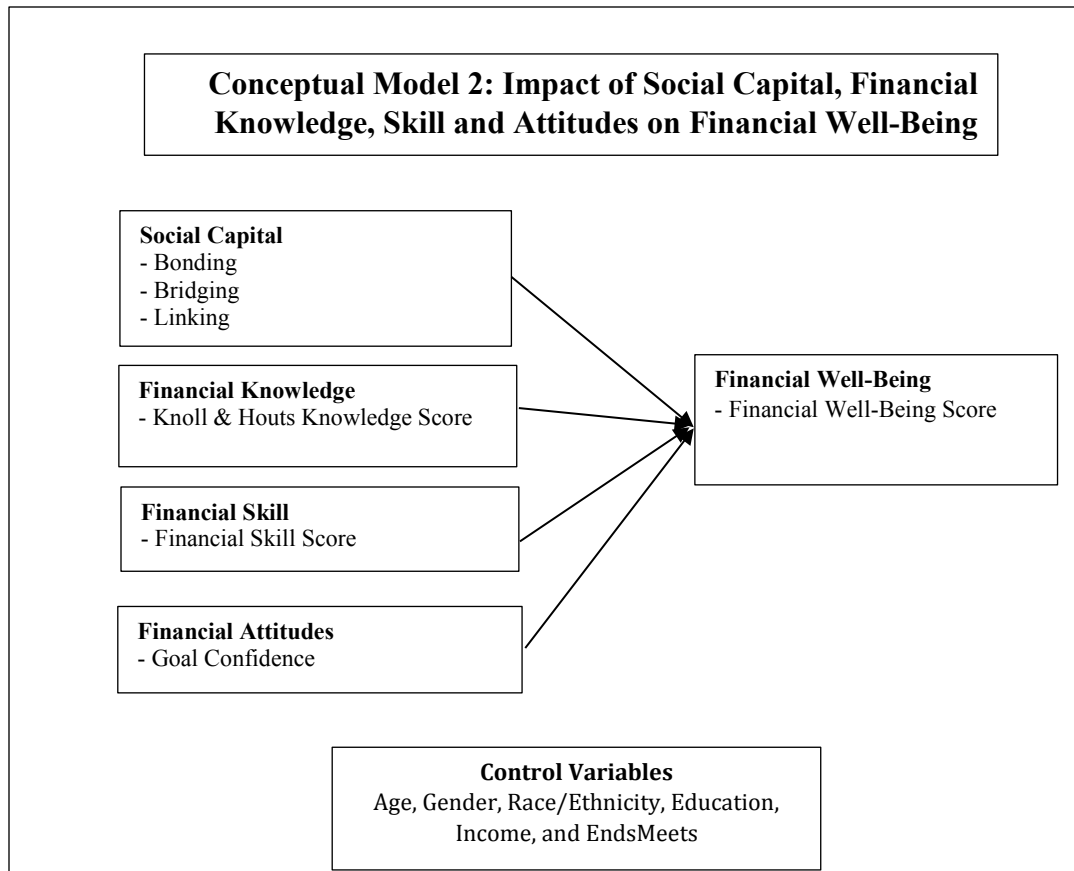 Conceptual Model 2: Impact of Social Capital, Financial
Knowledge, Skill and Attitudes on Financial Well-Being
Social Capital
- Bonding
- Bridging
- Linking
Financial Knowledge
- Knoll & Houts Knowledge Score
Financial Skill
- Financial Skill Score
Financial Attitudes
- Goal Confidence
Financial Well-Being
- Financial Well-Being Score
Control Variables
Age, Gender, Race/Ethnicity, Education,
Income, and EndsMeets